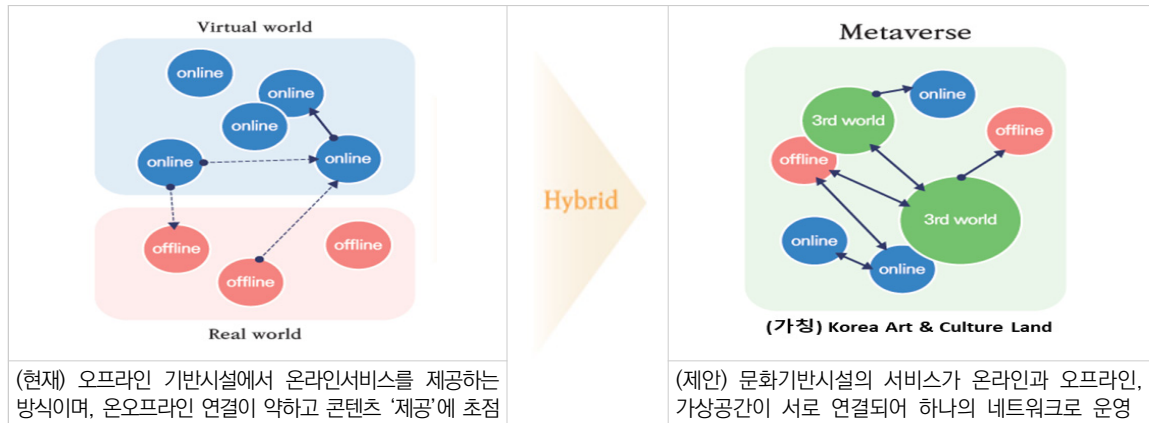 Virtual world
online
online
online
online
online
offline
offline
offline
Real world
Hybrid
Metaverse
online
3rd world
offline
offline
3rd world
online
online
(가칭) Korea Art & Culture Land
(현재) 오프라인 기반시설에서 온라인서비스를 제공하는
방식이며, 온오프라인 연결이 약하고 콘텐츠 ‘제공’에 초점
(제안) 문화기반시설의 서비스가 온라인과 오프라인,
가상공간이 서로 연결되어 하나의 네트워크로 운영